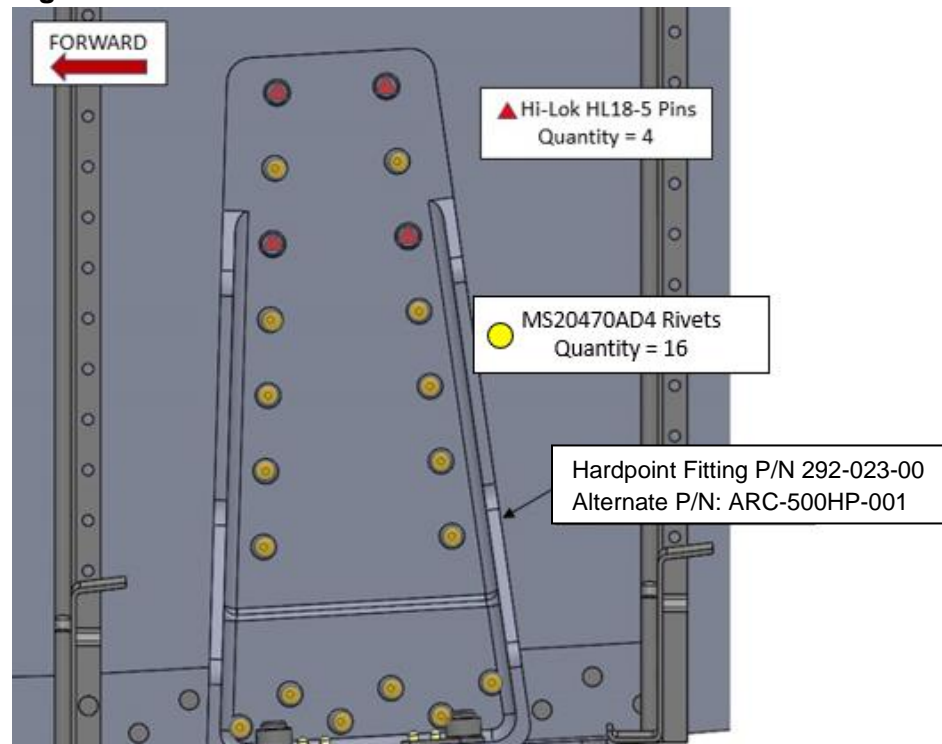 FORWARD
Hi-Lok HL18-5 Pins
Quantity = 4
MS20470AD4 Rivets
Quantity = 16
Hardpoint Fitting P/N 292-023-00
Alternate P/N: ARC-500HP-001